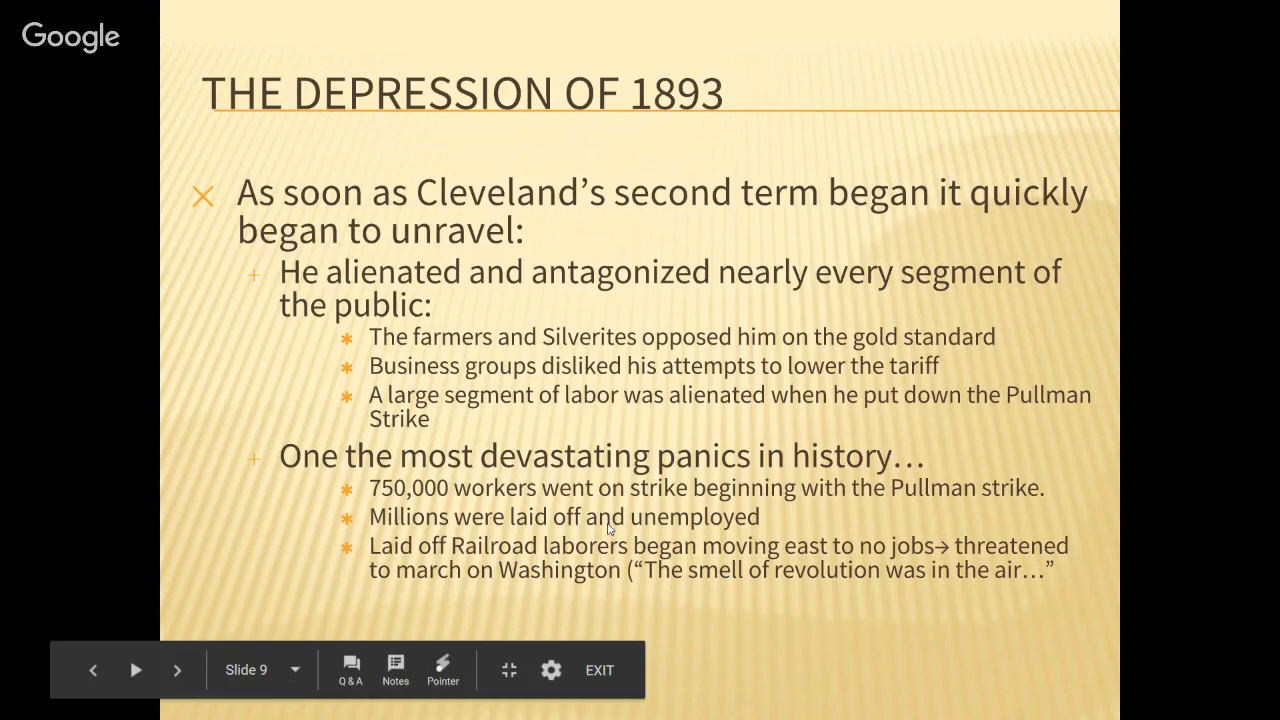 Google
THE DEPRESSION OF 1893
As soon as Cleveland’s second term began it quickly
began to unravel:
He alienated and antagonized nearly every segment of
the public:
The farmers and Silverites opposed him on the gold standard
Business groups disliked his attempts to lower the tariff
A large segment of labor was alienated when he put down the Pullman
Strike
One the most devastating panics in history…
750,000 workers went on strike beginning with the Pullman strike.
Millions were laid off and unemployed
Laid off Railroad laborers began moving east to no jobs→ threatened
to march on Washington (“The smell of revolution was in the air…”
Slide 9
Q & A
Notes
Pointer
EXIT